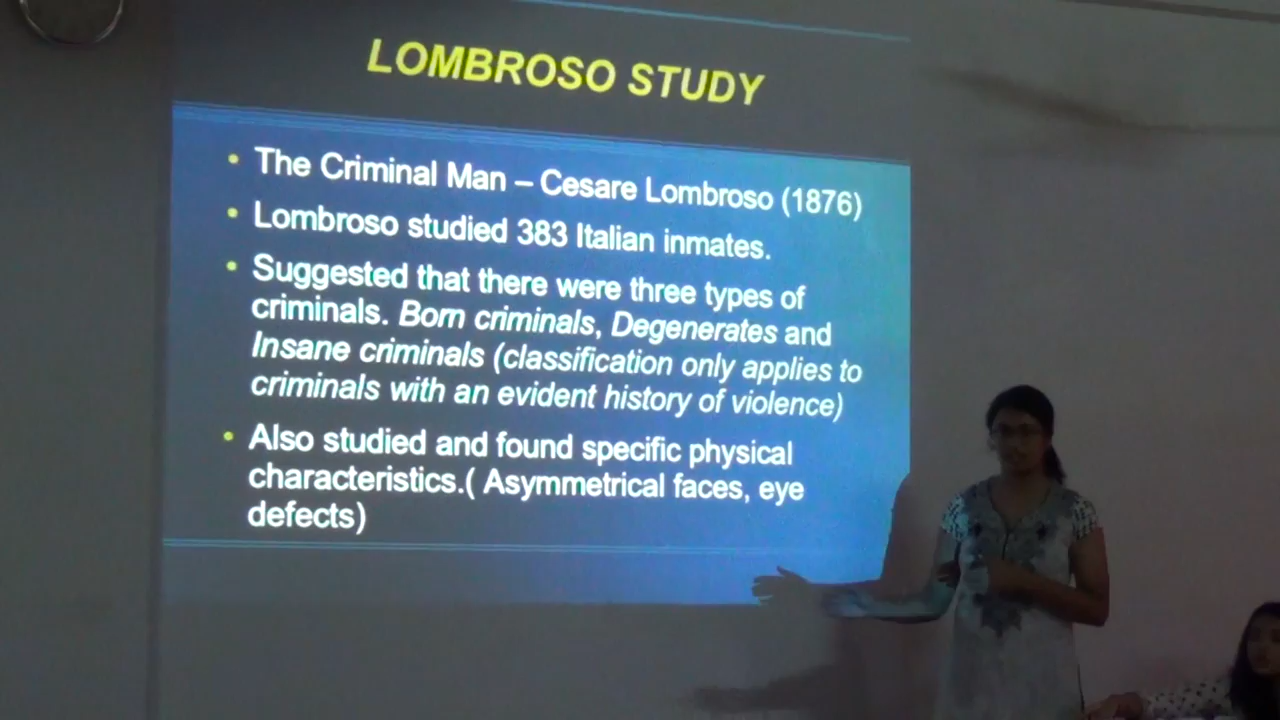 LOMBROSO STUDY
• The Criminal Man – Cesare Lombroso (1876)
• Lombroso studied 383 Italian inmates.
• Suggested that there were three types of
criminals. Born criminals, Degenerates and
Insane criminals (classification only applies to
criminals with an evident history of violence)
• Also studied and found specific physical
characteristics.( Asymmetrical faces, eye
defects)